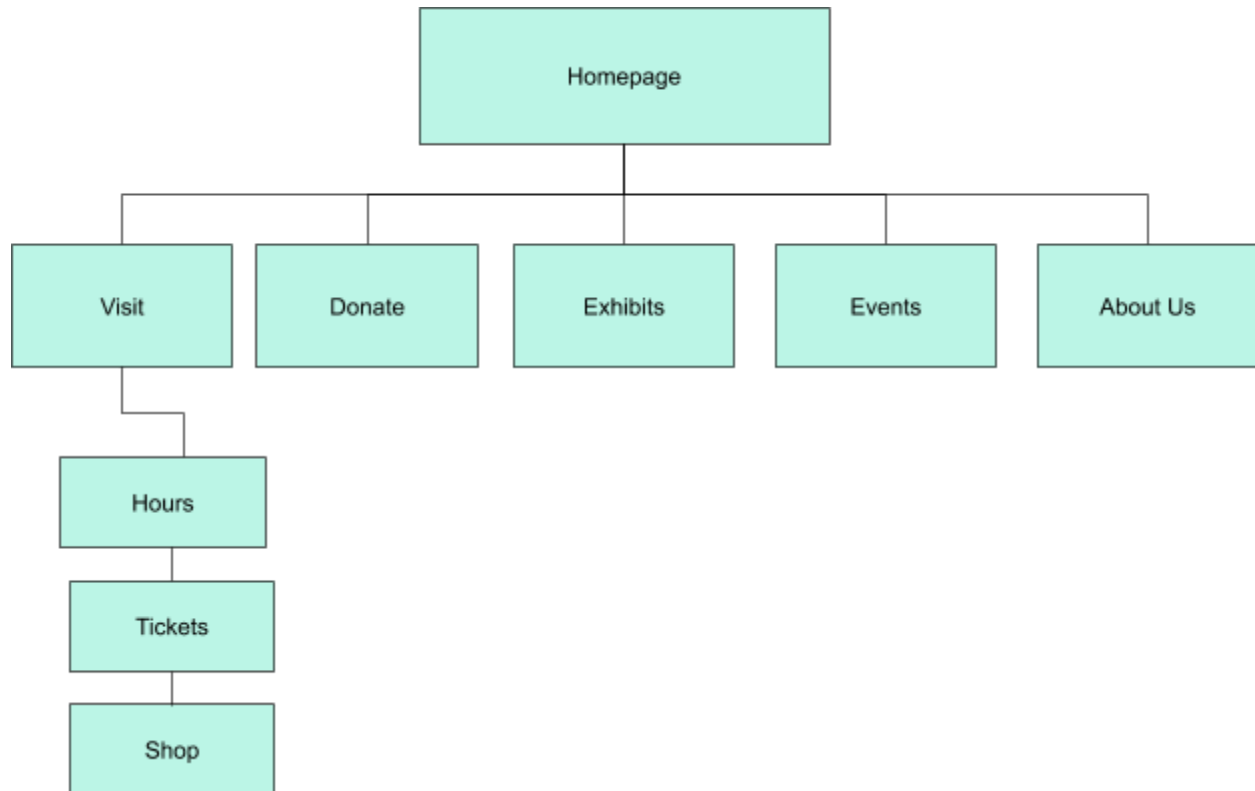 Homepage
Visit
Donate
Exhibits
Events
About Us
Hours
Tickets
Shop